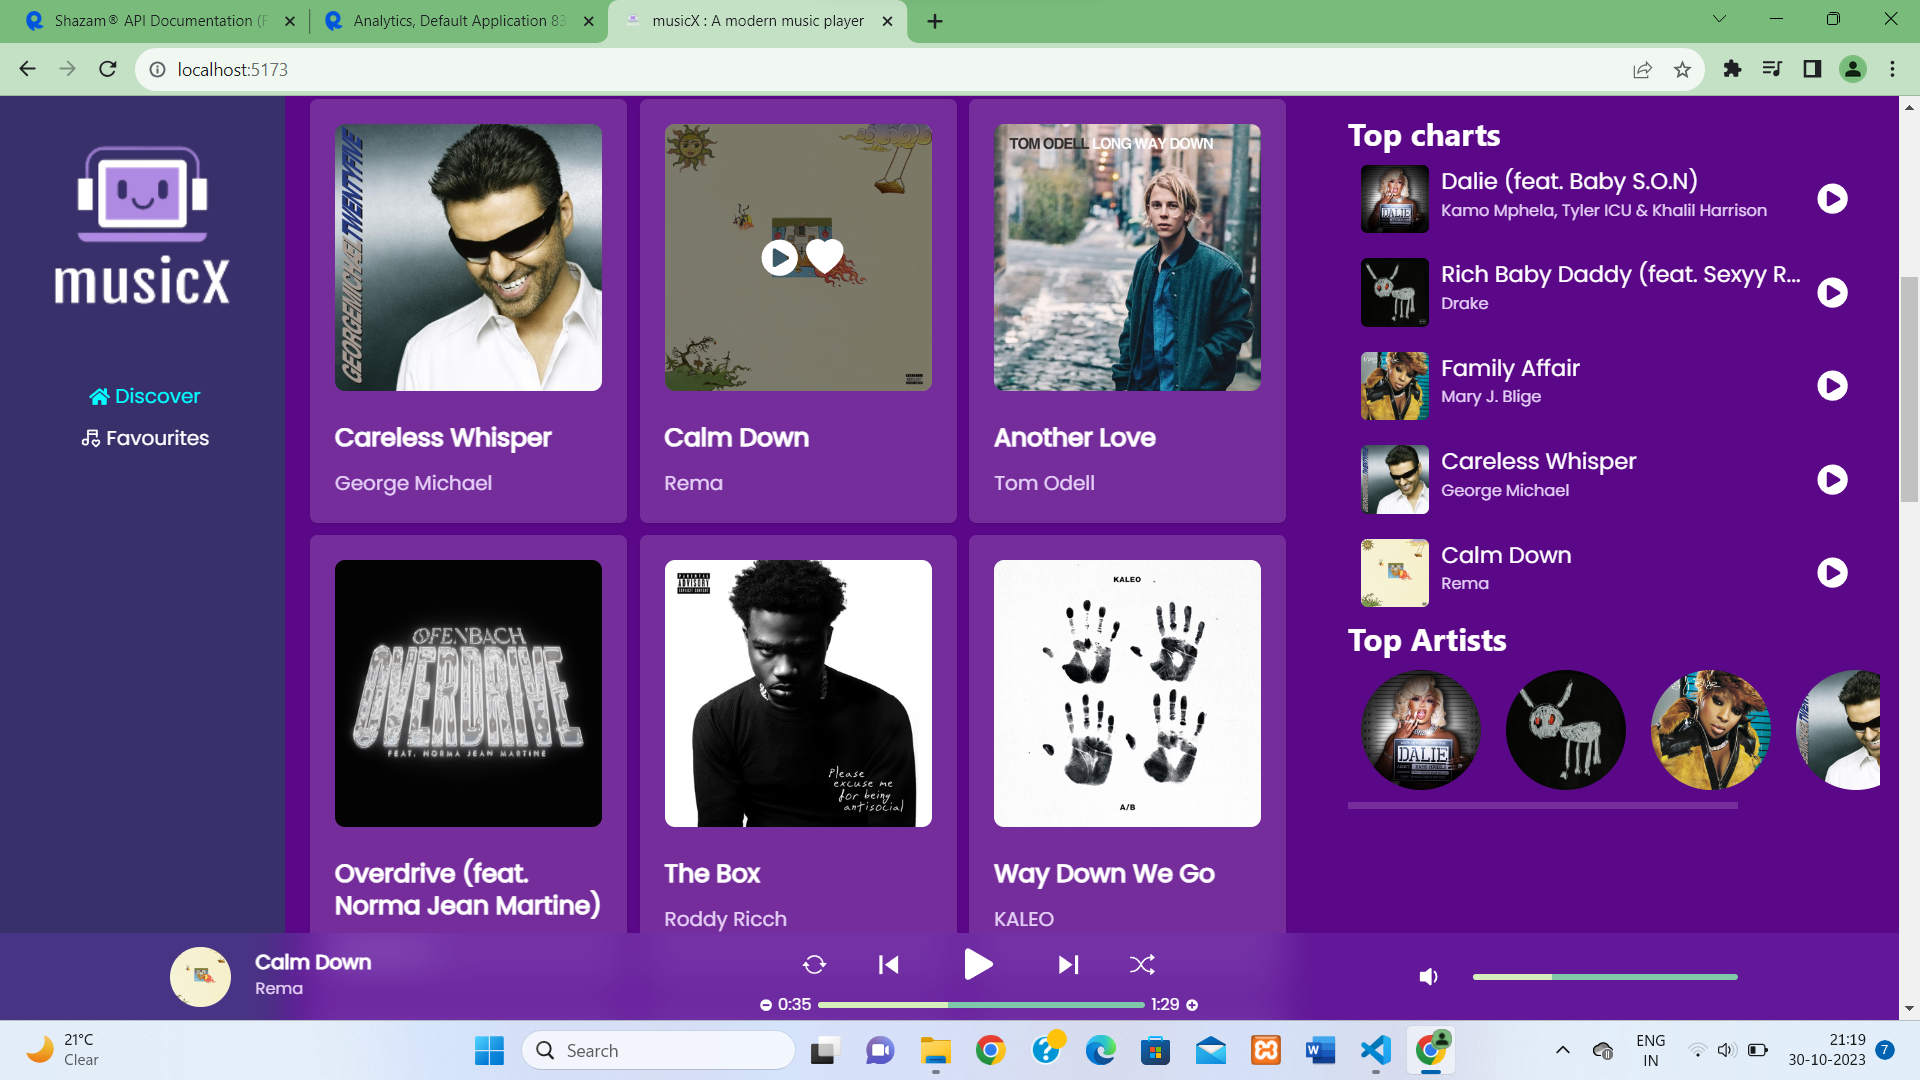 Shazam® API Documentation (F
Analytics, Default Application 83
musicX : A modern music player
localhost:5173
musicX
Discover
Favourites
GEORGEMICHAELTWENTYFIVE
TOM ODELL LONG WAY DOWN
Careless Whisper
George Michael
Calm Down
Rema
Another Love
Tom Odell
OFENBACH
OVERDRIVE
FEAT. NORMA JEAN MARTINE
PARENTAL
ADVISORY
EXPLICIT CONTENT
Please
excuse me
for being
antisocial
KALEO
A/B
Overdrive (feat.
Norma Jean Martine)
The Box
Roddy Ricch
Way Down We Go
KALEO
Top charts
DALIE
Dalie (feat. Baby S.O.N)
Kamo Mphela, Tyler ICU & Khalil Harrison
Rich Baby Daddy (feat. Sexyy R...
Drake
Family Affair
Mary J. Blige
Careless Whisper
George Michael
Calm Down
Rema
Top Artists
DALIE
Calm Down
Rema
0:35
1:29
21°C
Clear
Search
ENG
IN
21:19
30-10-2023
7